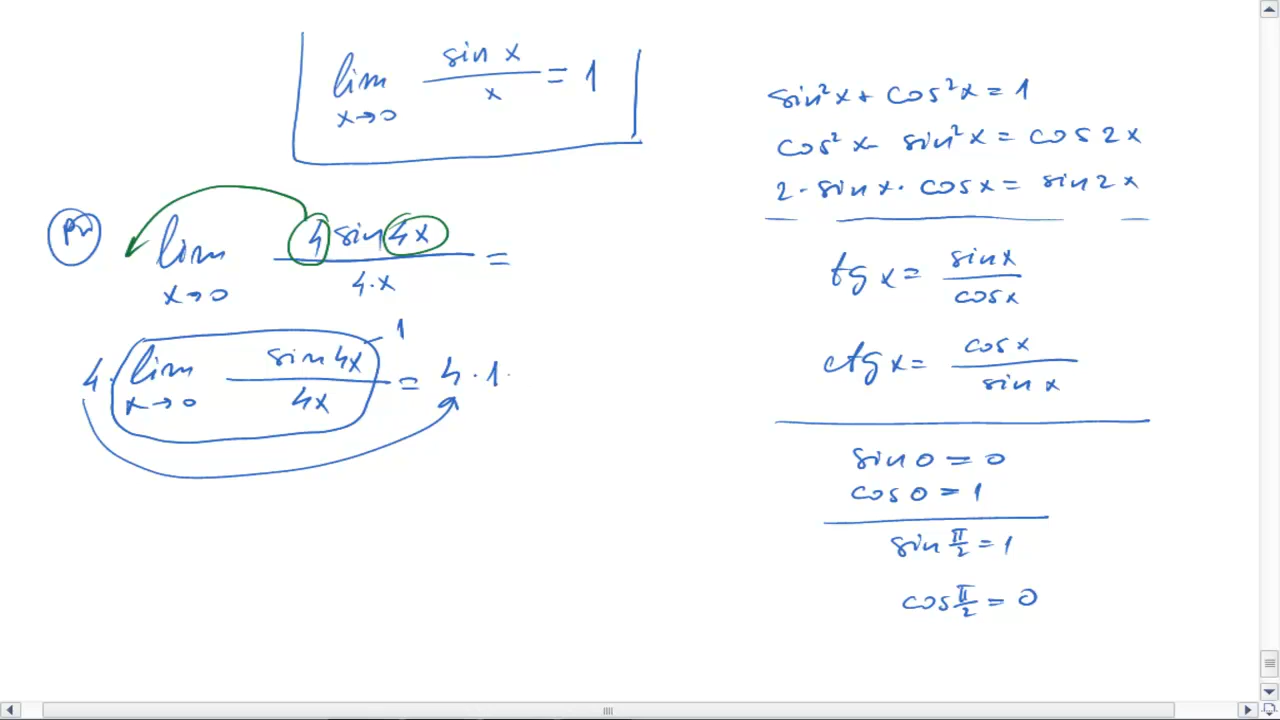 lim x→0 sin x / x = 1
Pr lim x→0 4 sin 4x / 4·x =
4· lim x→0 sin 4x / 4x = 4·1·
1
sin²x + cos²x = 1
cos²x - sin²x = cos 2x
2·sin x·cos x = sin 2x
tg x = sin x / cos x
ctg x = cos x / sin x
sin 0 = 0
cos 0 = 1
sin π/2 = 1
cos π/2 = 0